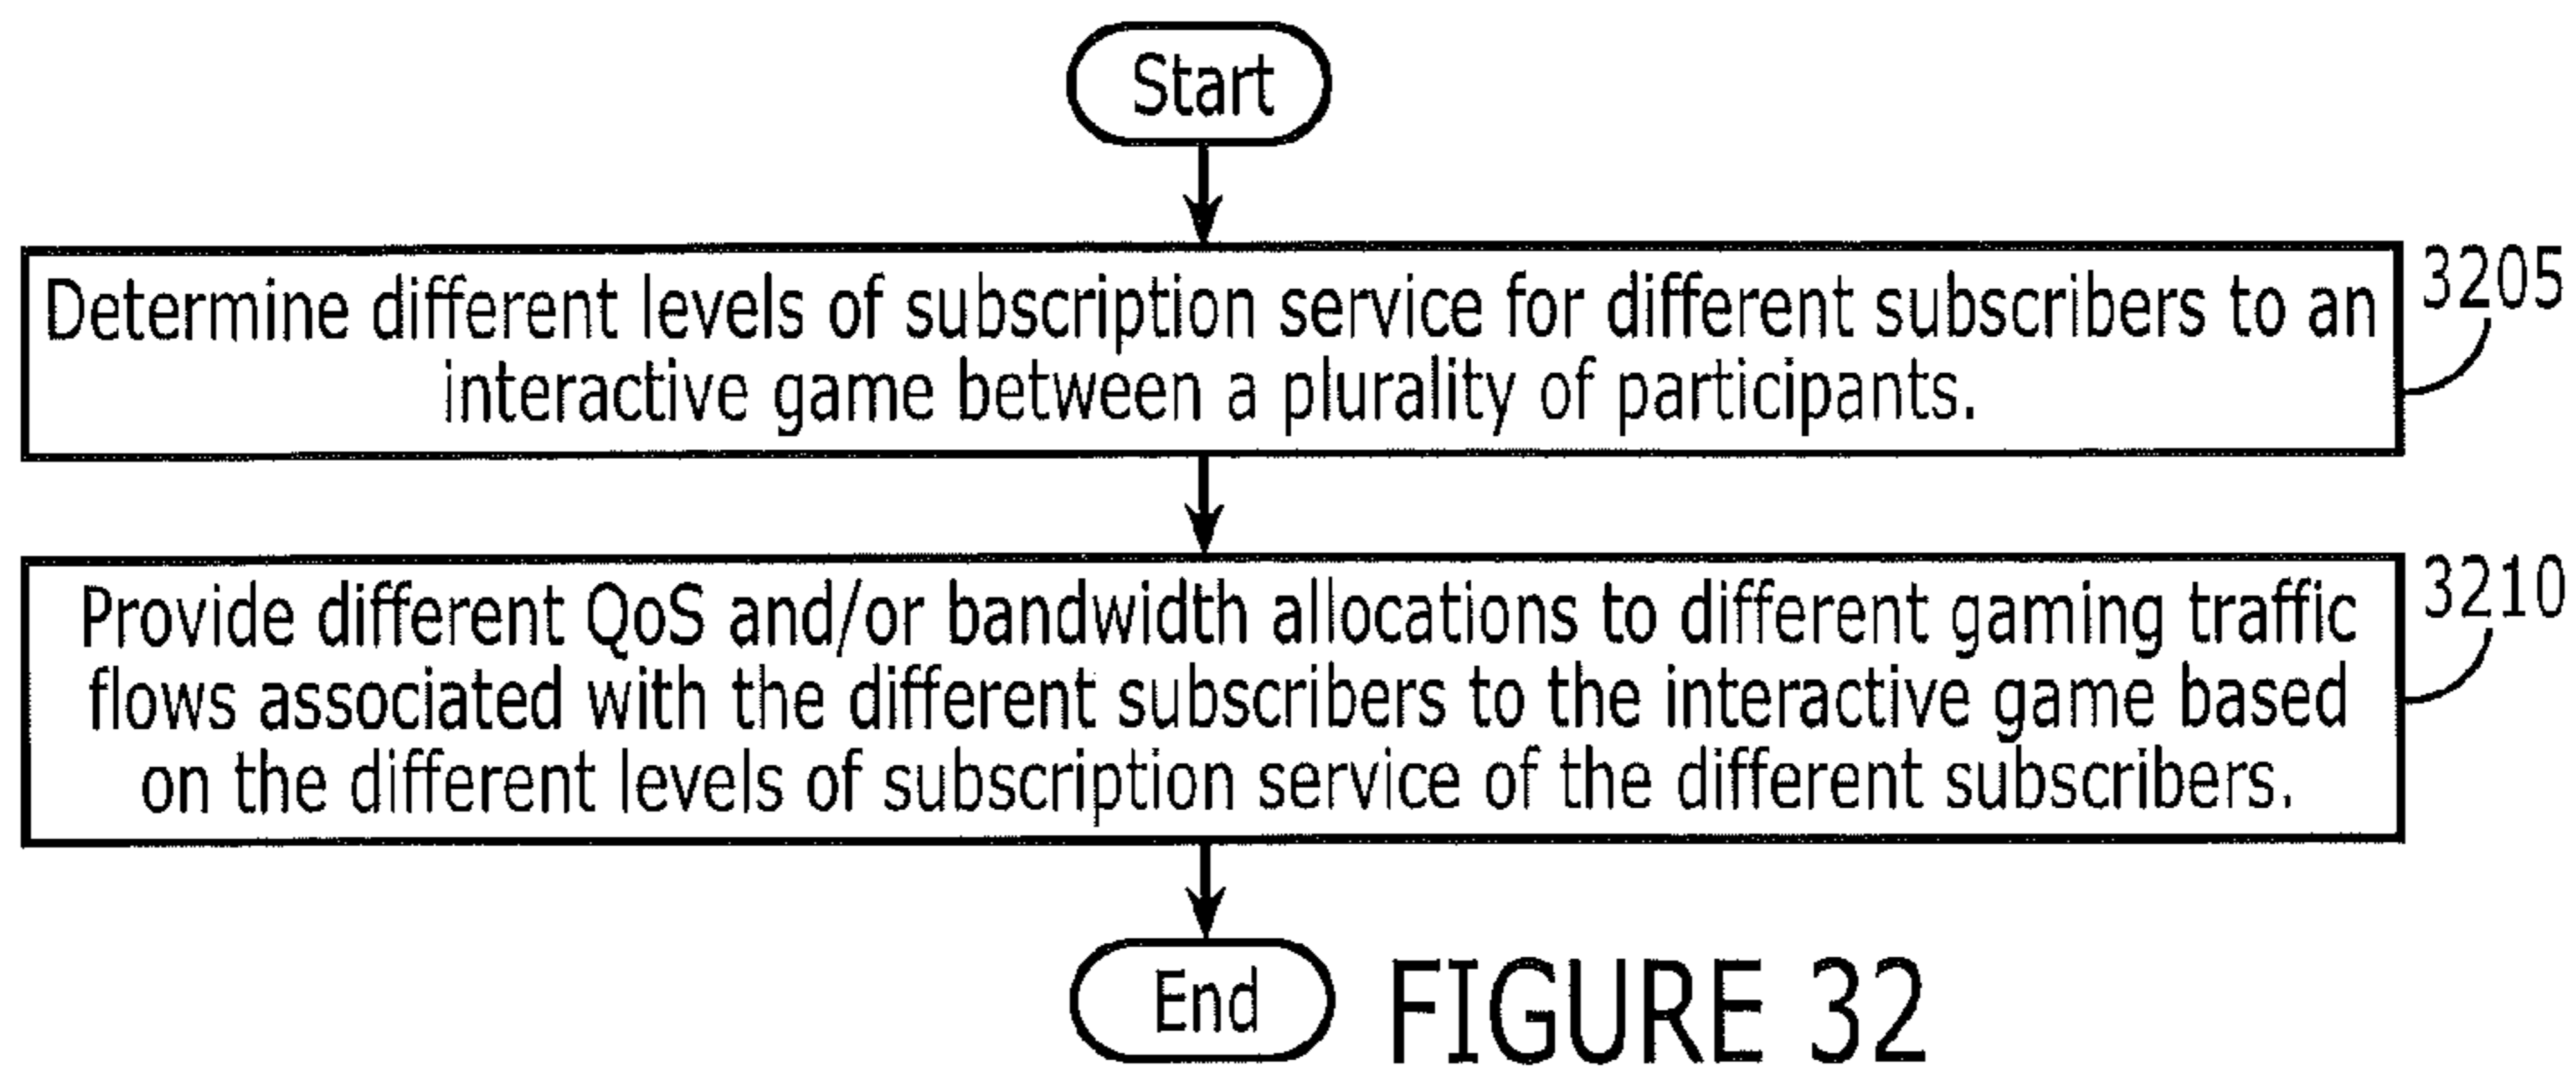 Start
Determine different levels of subscription service for different subscribers to an
interactive game between a plurality of participants.
3205
Provide different QoS and/or bandwidth allocations to different gaming traffic
flows associated with the different subscribers to the interactive game based
on the different levels of subscription service of the different subscribers.
3210
End
FIGURE 32